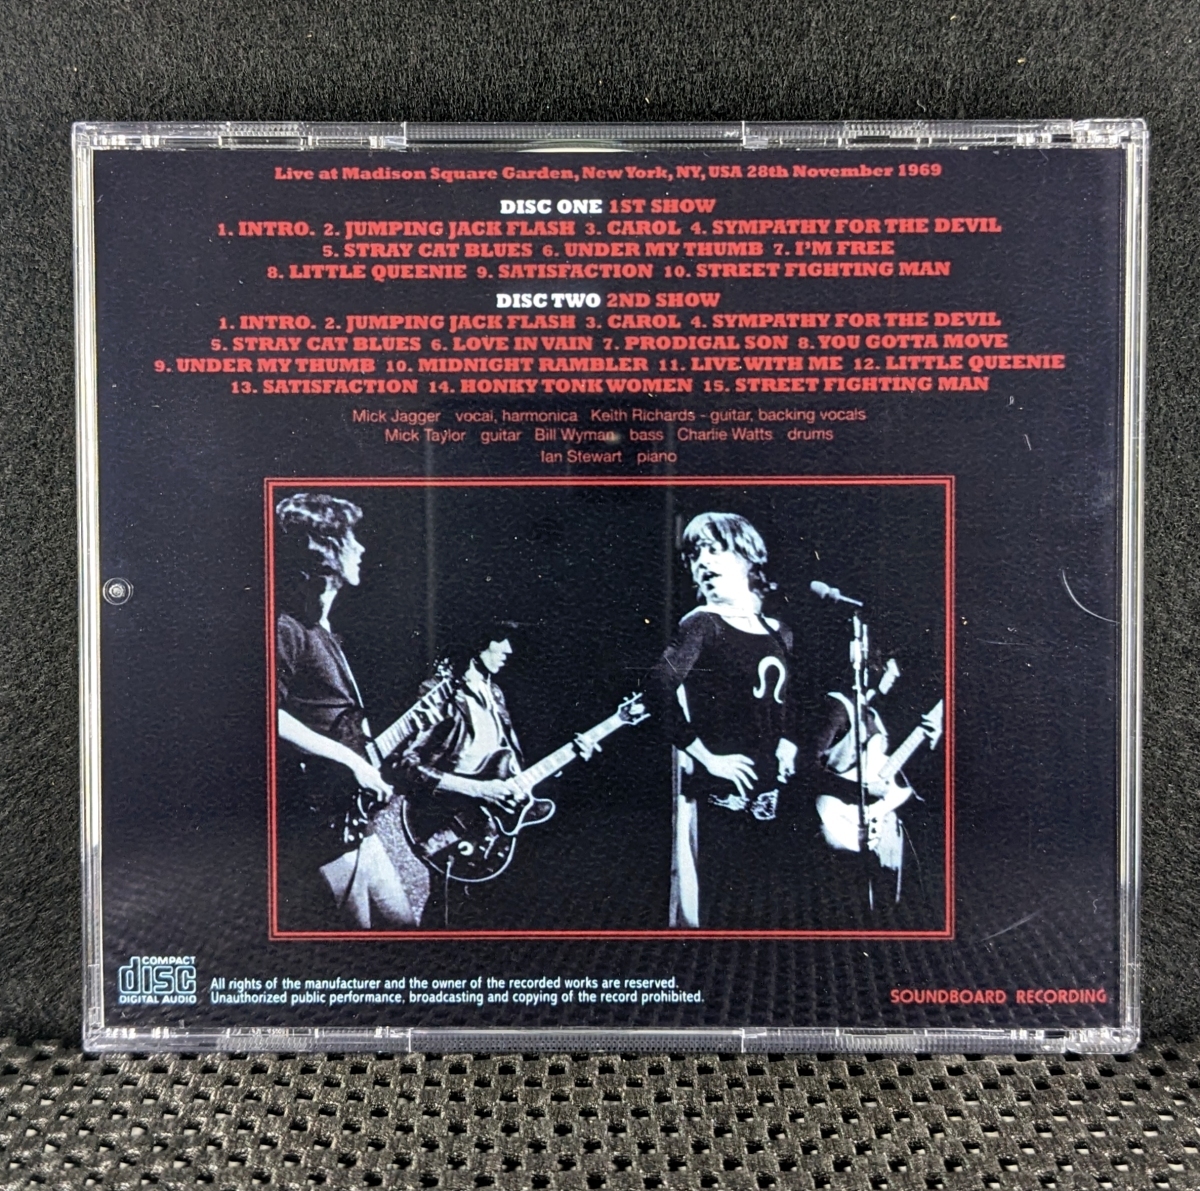 Live at Madison Square Garden, New York, NY, USA 28th November 1969
DISC ONE 1ST SHOW
1. INTRO. 2. JUMPING JACK FLASH 3. CAROL 4. SYMPATHY FOR THE DEVIL
5. STRAY CAT BLUES 6. UNDER MY THUMB 7. I'M FREE
8. LITTLE QUEENIE 9. SATISFACTION 10. STREET FIGHTING MAN
DISC TWO 2ND SHOW
1. INTRO. 2. JUMPING JACK FLASH 3. CAROL 4. SYMPATHY FOR THE DEVIL
5. STRAY CAT BLUES 6. LOVE IN VAIN 7. PRODIGAL SON 8. YOU GOTTA MOVE
9. UNDER MY THUMB 10. MIDNIGHT RAMBLER 11. LIVE WITH ME 12. LITTLE QUEENIE
13. SATISFACTION 14. HONKY TONK WOMEN 15. STREET FIGHTING MAN
Mick Jagger vocal, harmonica Keith Richards - guitar, backing vocals
Mick Taylor guitar Bill Wyman bass Charlie Watts drums
Ian Stewart piano
COMPACT
disc
DIGITAL AUDIO
All rights of the manufacturer and the owner of the recorded works are reserved.
Unauthorized public performance, broadcasting and copying of the record prohibited.
SOUNDBOARD RECORDING